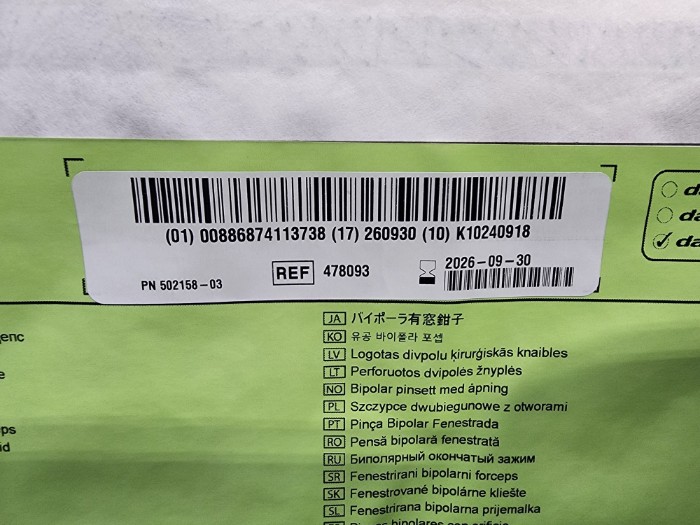 (01) 00886874113738 (17) 260930 (10) K10240918
PN 502158-03
REF 478093
2026-09-30
da
JA バイポーラ有窓鉗子
KO 유공 바이폴라 포셉
LV Logotas divpolu ķirurģiskās knaibles
LT Perforuotos dvipolės žnyplės
NO Bipolar pinsett med åpning
PL Szczypce dwubiegunowe z otworami
PT Pinça Bipolar Fenestrada
RO Pensă bipolară fenestrată
RU Биполярный окончатый зажим
SR Fenestrirani bipolarni forceps
SK Fenestrované bipolárne kliešte
SL Fenestrirana bipolarna prijemalka